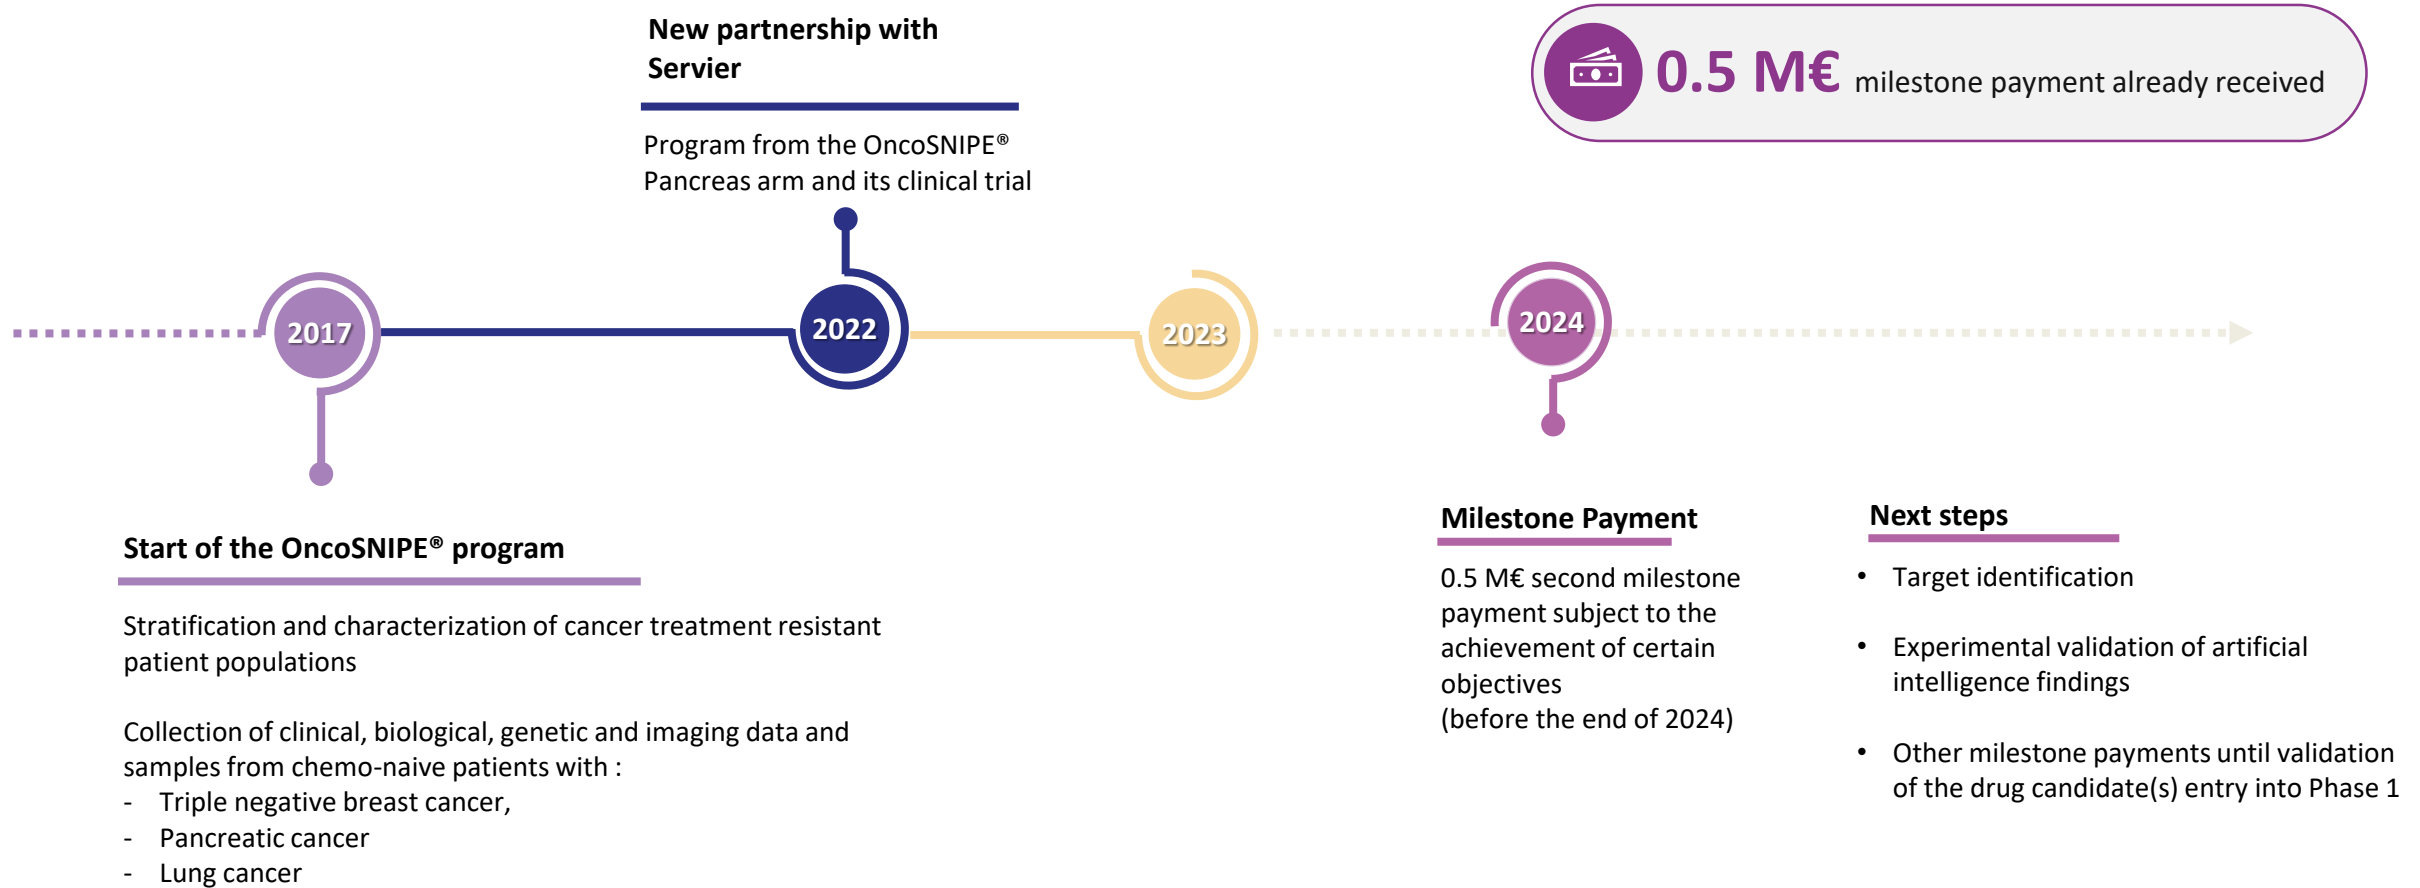 New partnership with
Servier
Program from the OncoSNIPE®
Pancreas arm and its clinical trial
0.5 M€ milestone payment already received
2017
2022
2023
2024
Start of the OncoSNIPE® program
Stratification and characterization of cancer treatment resistant
patient populations
Collection of clinical, biological, genetic and imaging data and
samples from chemo-naive patients with :
- Triple negative breast cancer,
- Pancreatic cancer
- Lung cancer
Milestone Payment
0.5 M€ second milestone
payment subject to the
achievement of certain
objectives
(before the end of 2024)
Next steps
• Target identification
• Experimental validation of artificial
intelligence findings
• Other milestone payments until validation
of the drug candidate(s) entry into Phase 1